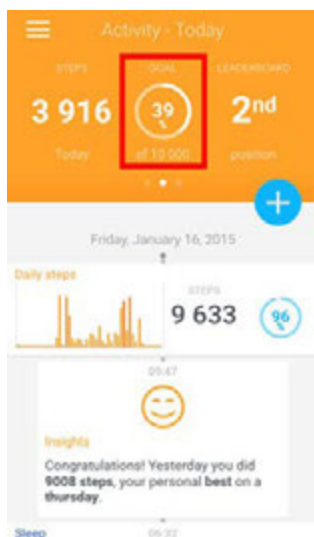 Activity - Today
STEPS GOAL LEADERBOARD
3 916 39 % 2nd
Today of 10 000 position
Friday, January 16, 2015
Daily steps
STEPS
9 633 96 %
09:47
Insights
Congratulations! Yesterday you did
9008 steps, your personal best on a
thursday.
Sleep 06:32